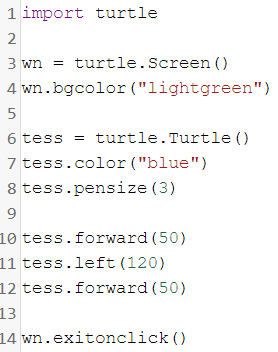 1 import turtle
2
3 wn = turtle.Screen()
4 wn.bgcolor("lightgreen")
5
6 tess = turtle.Turtle()
7 tess.color("blue")
8 tess.pensize(3)
9
10 tess.forward(50)
11 tess.left(120)
12 tess.forward(50)
13
14 wn.exitonclick()